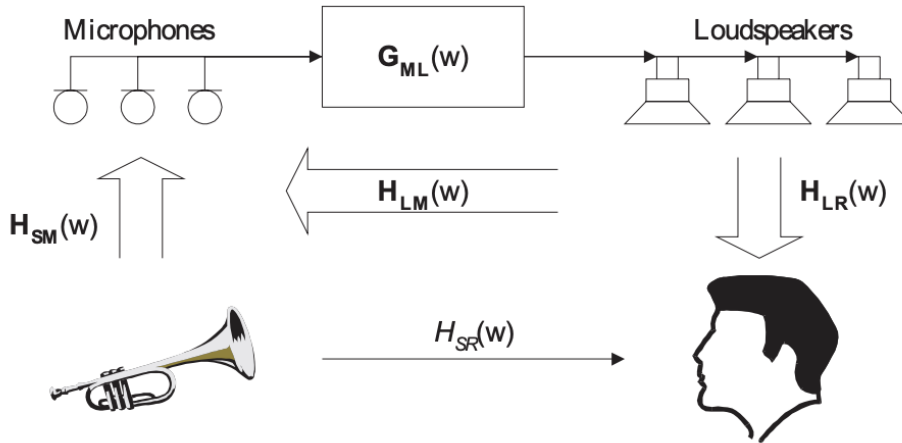 Microphones
Loudspeakers
G_ML(w)
H_LM(w)
H_SM(w)
H_LR(w)
H_SR(w)